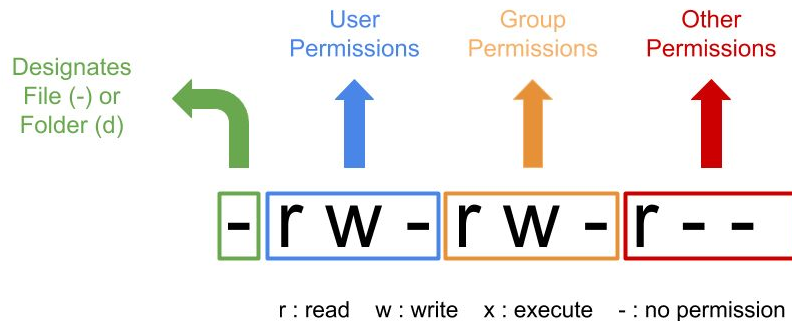 User
Permissions
Group
Permissions
Other
Permissions
Designates
File (-) or
Folder (d)
- r w - r w - r - -
r : read w : write x : execute - : no permission